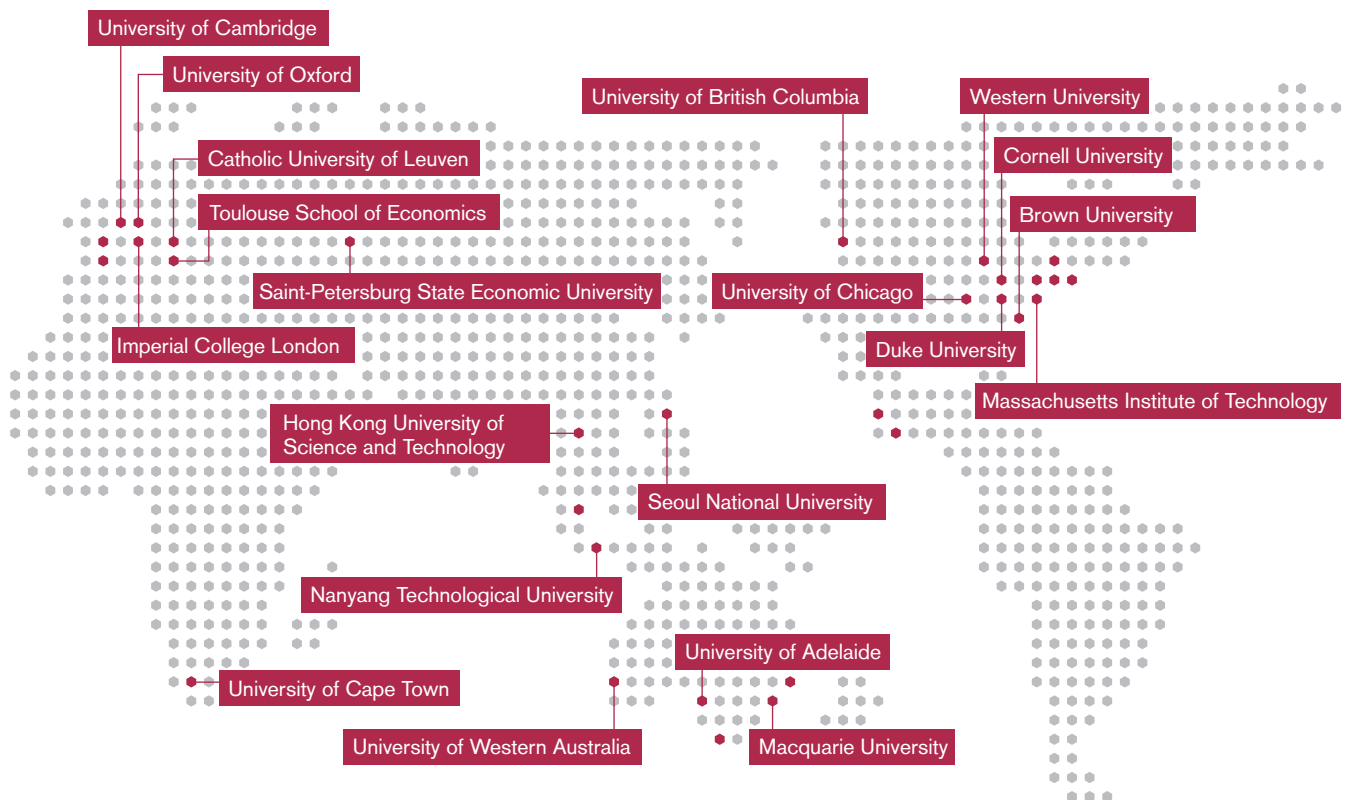 University of Cambridge
University of Oxford
University of British Columbia
Western University
Catholic University of Leuven
Cornell University
Toulouse School of Economics
Brown University
Saint-Petersburg State Economic University
University of Chicago
Imperial College London
Duke University
Massachusetts Institute of Technology
Hong Kong University of
Science and Technology
Seoul National University
Nanyang Technological University
University of Adelaide
University of Cape Town
University of Western Australia
Macquarie University